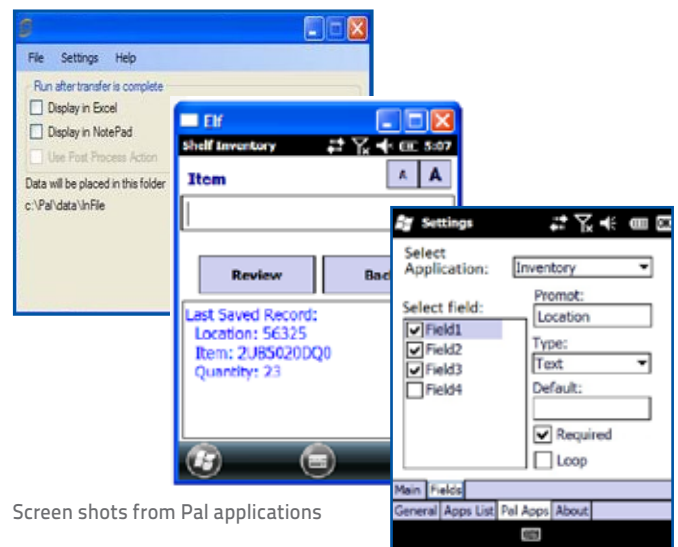 File Settings Help
Run after transfer is complete
Display in Excel
Display in NotePad
Use Post Process Action
Data will be placed in this folder
c:\Pal\data\InFile
Elf
Shelf Inventory 5:07
Item A A
Review Bac
Last Saved Record:
Location: 56325
Item: 2UB5020DQ0
Quantity: 23
Settings
Select
Application: Inventory
Select field:
Field1
Field2
Field3
Field4
Promot:
Location
Type:
Text
Default:
Required
Loop
Main Fields
General Apps List Pal Apps About
Screen shots from Pal applications